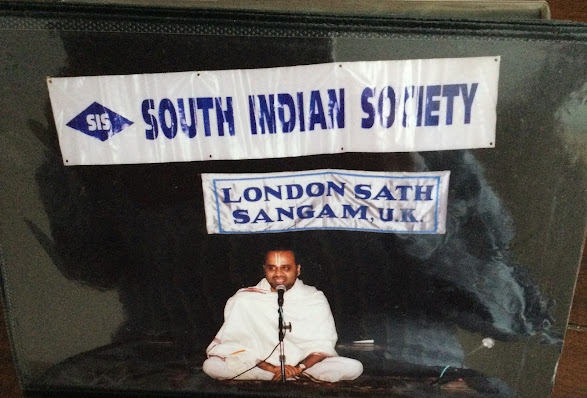 SIS SOUTH INDIAN SOCIETY
LONDON SATH
SANGAM, U.K.